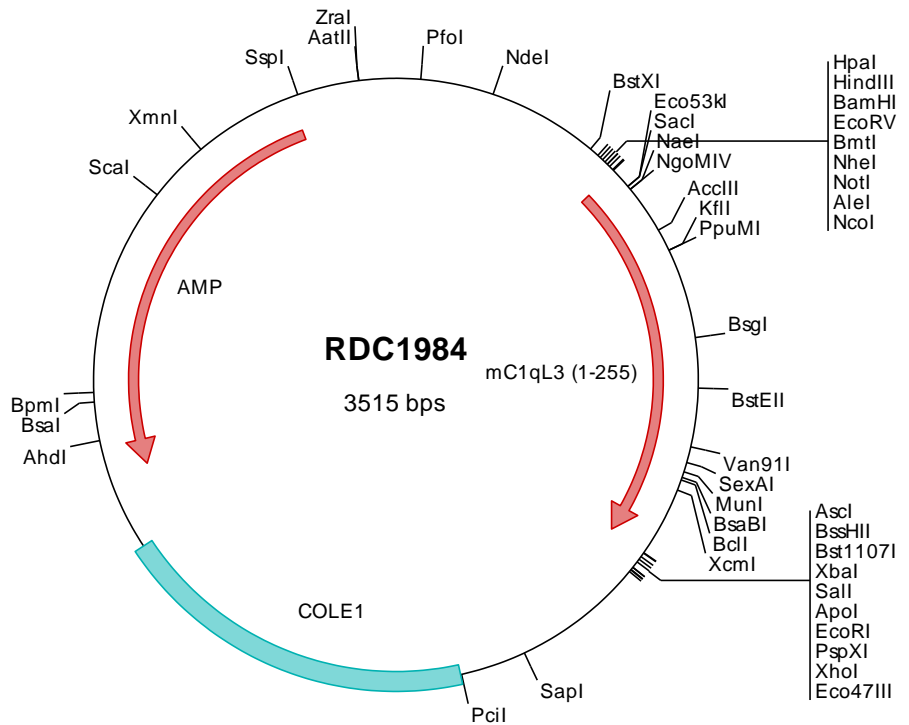 ZraI
AatII
PfoI
SspI
NdeI
XmnI
ScaI
BstXI
Eco53kI
SacI
NaeI
NgoMIV
HpaI
HindIII
BamHI
EcoRV
BmtI
NheI
NotI
AleI
NcoI
AccIII
KflI
PpuMI
AMP
RDC1984
3515 bps
mC1qL3 (1-255)
BsgI
BstEII
BpmI
BsaI
AhdI
Van91I
SexAI
MunI
BsaBI
BclI
XcmI
AscI
BssHII
Bst1107I
XbaI
SalI
ApoI
EcoRI
PspXI
XhoI
Eco47III
COLE1
SapI
PciI